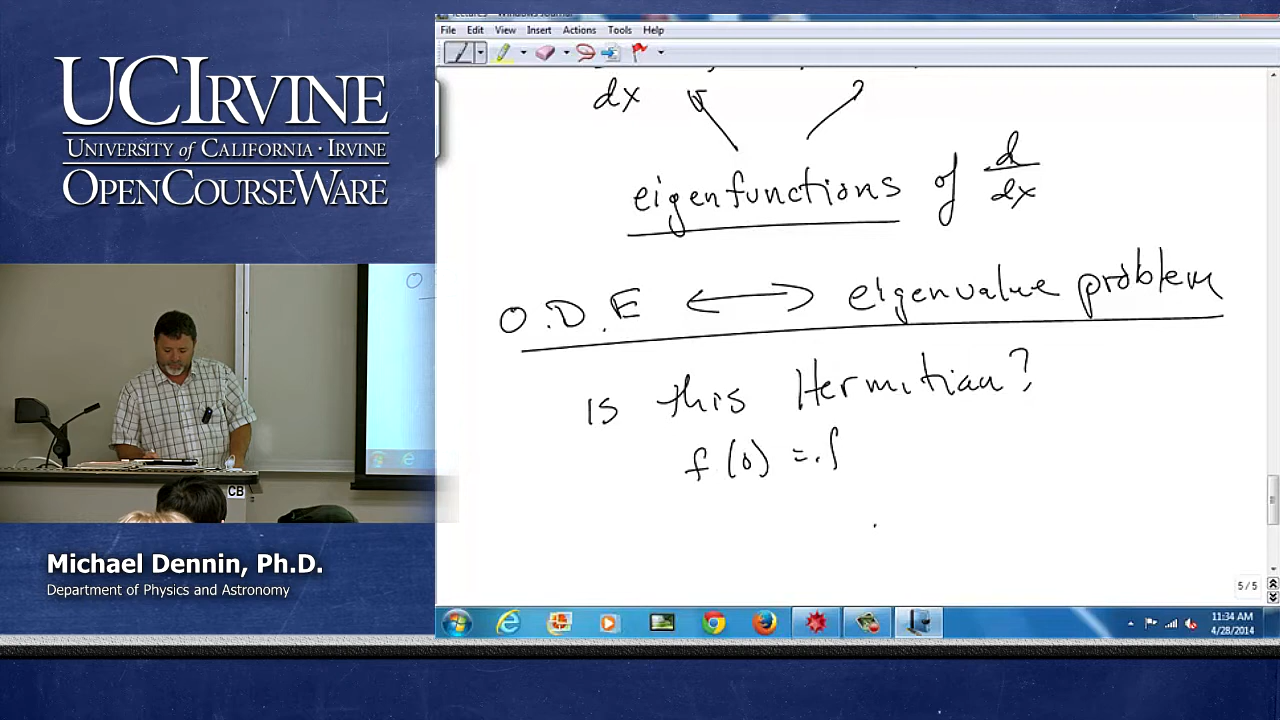 UCIRVINE
UNIVERSITY of CALIFORNIA · IRVINE
OPENCOURSEWARE
CB
Michael Dennin, Ph.D.
Department of Physics and Astronomy
File Edit View Insert Actions Tools Help
dx
eigenfunctions of d/dx
O.D.E ⟷ eigenvalue problem
is this Hermitian?
f(0) = f
5/5
11:34 AM
4/28/2014